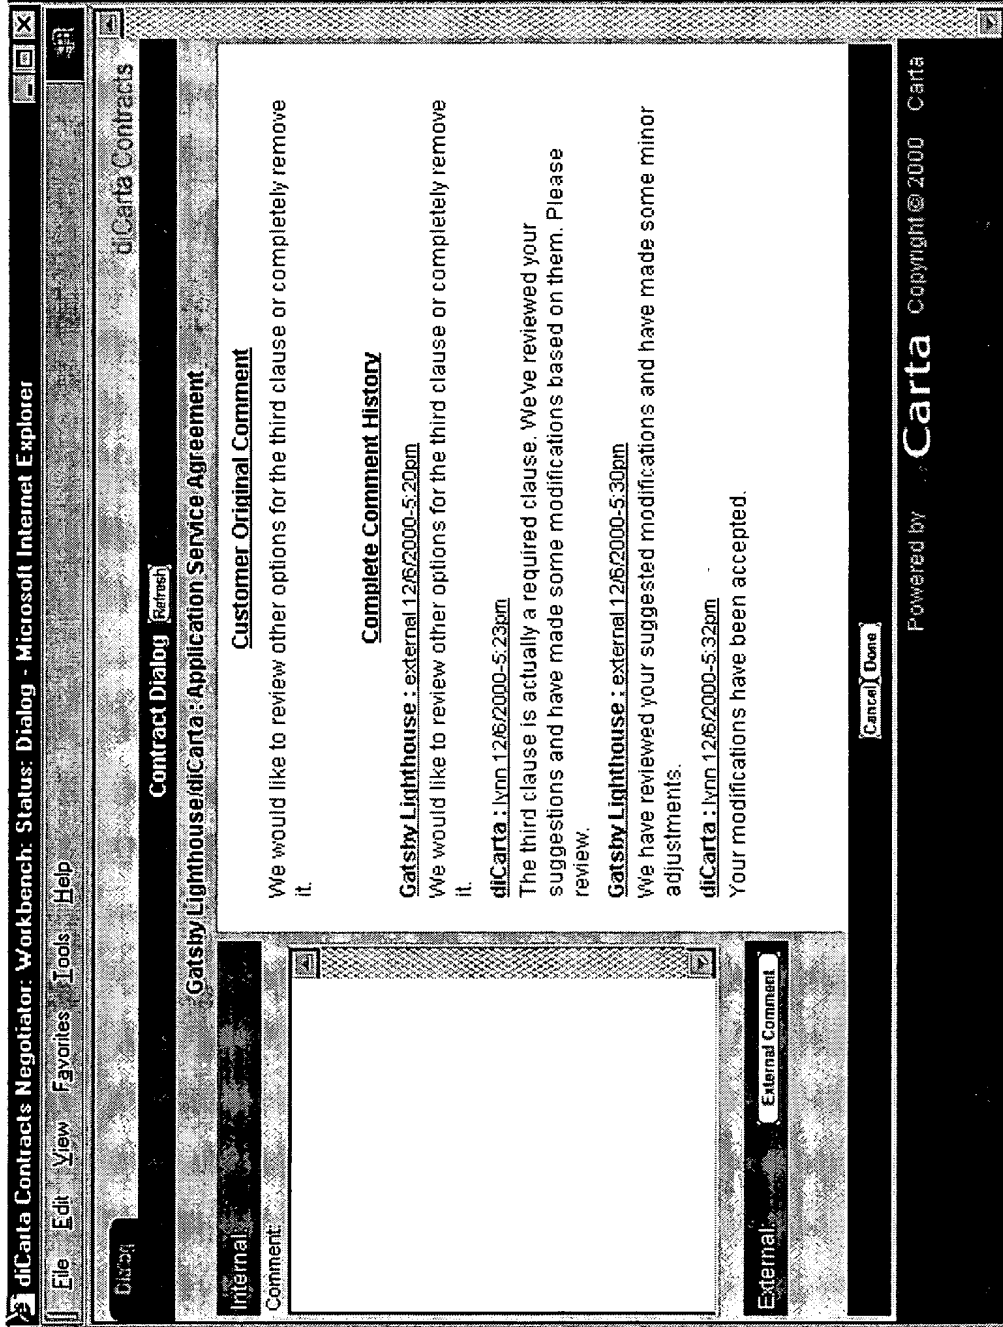 diCarta Contracts Negotiator: Workbench: Status: Dialog - Microsoft Internet Explorer
File Edit View Favorites Tools Help
Dialog
diCarta Contracts
Contract Dialog Refresh
Gatsby Lighthouse/diCarta : Application Service Agreement
Internal:
Comment:
External: External Comment
Customer Original Comment
We would like to review other options for the third clause or completely remove
it.
Complete Comment History
Gatsby Lighthouse : external 12/6/2000-5:20pm
We would like to review other options for the third clause or completely remove
it.
diCarta : lynn 12/6/2000-5:23pm
The third clause is actually a required clause. We've reviewed your
suggestions and have made some modifications based on them. Please
review.
Gatsby Lighthouse : external 12/6/2000-5:30pm
We have reviewed your suggested modifications and have made some minor
adjustments.
diCarta : lynn 12/6/2000-5:32pm
Your modifications have been accepted.
Cancel Done
Powered by Carta Copyright © 2000 Carta